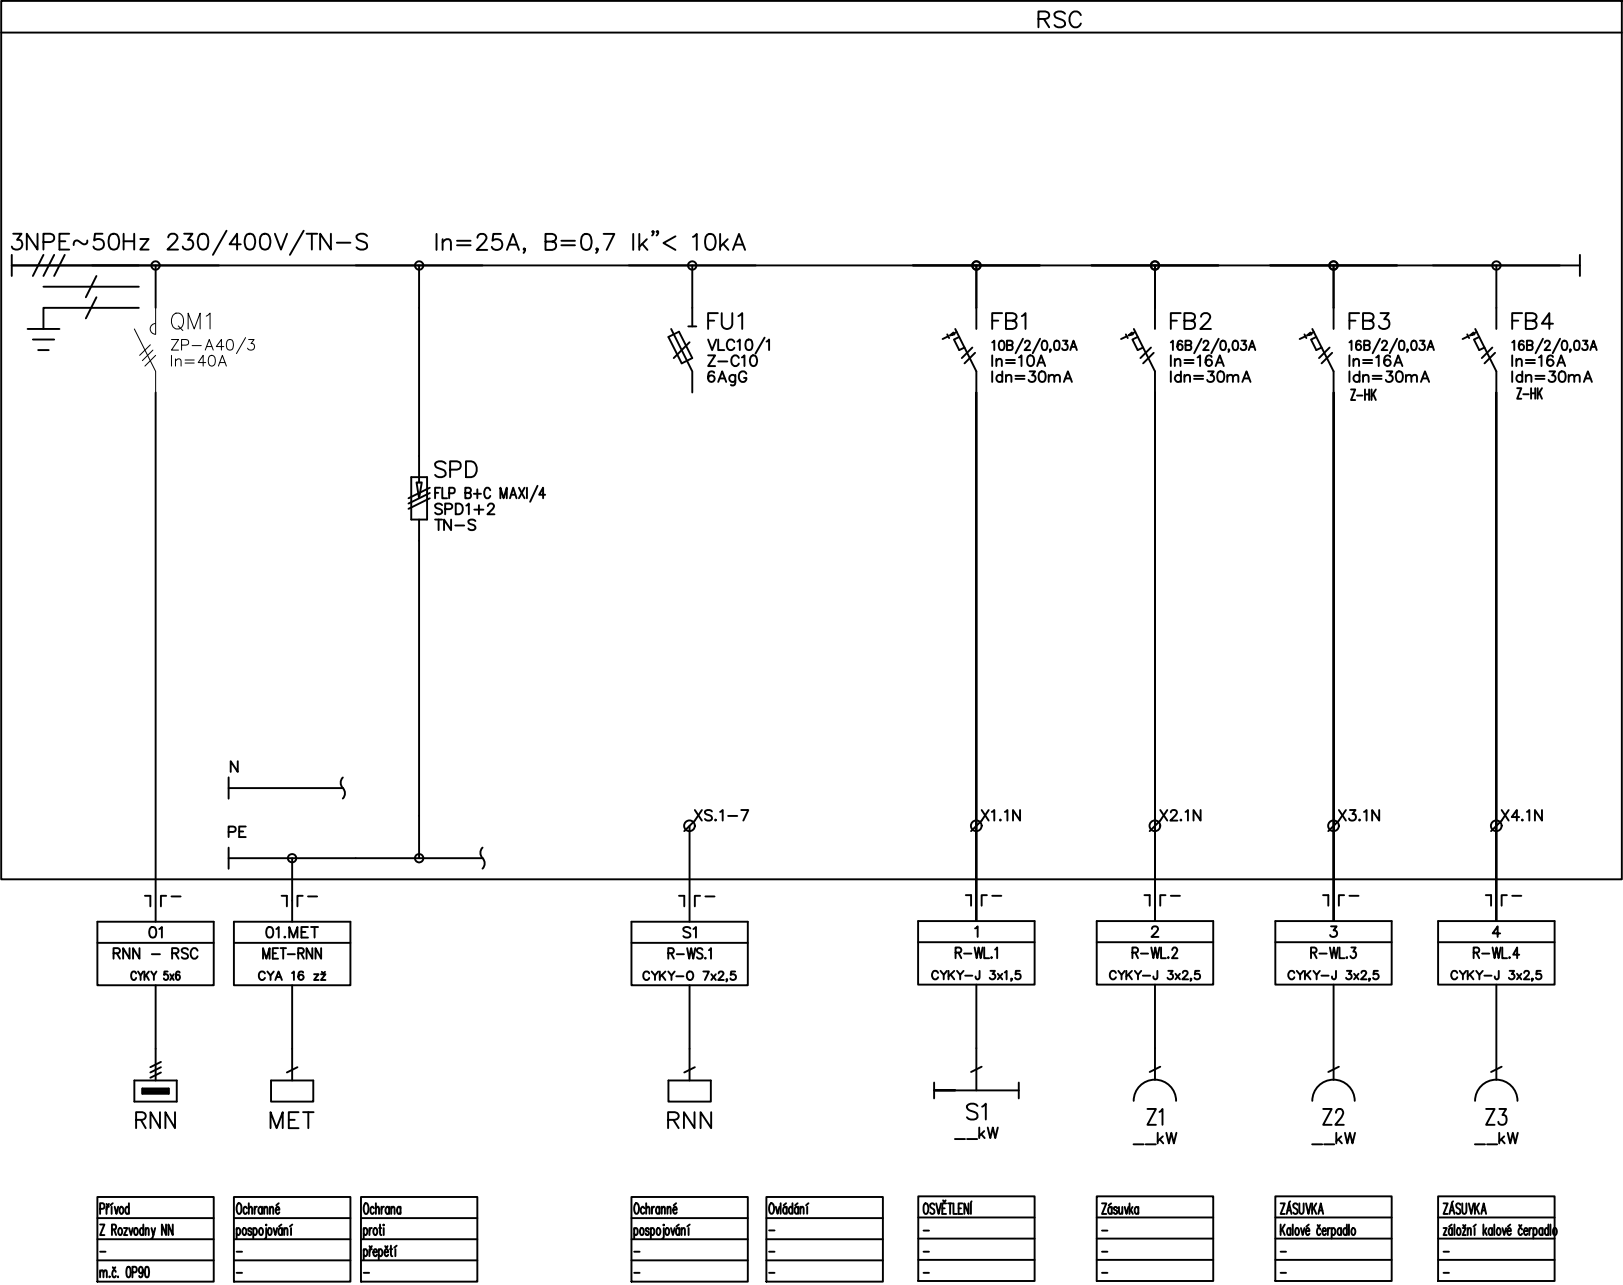 RSC
3NPE~50Hz 230/400V/TN-S In=25A, B=0,7 Ik"< 10kA
QM1
ZP-A40/3
In=40A
FU1
VLC10/1
Z-C10
6AgG
FB1
10B/2/0,03A
In=10A
Idn=30mA
FB2
16B/2/0,03A
In=16A
Idn=30mA
FB3
16B/2/0,03A
In=16A
Idn=30mA
Z-HK
FB4
16B/2/0,03A
In=16A
Idn=30mA
Z-HK
SPD
FLP B+C MAXI/4
SPD1+2
TN-S
N
PE
XS.1-7
X1.1N
X2.1N
X3.1N
X4.1N
01
RNN - RSC
CYKY 5x6
01.MET
MET-RNN
CYA 16 zž
S1
R-WS.1
CYKY-O 7x2,5
1
R-WL.1
CYKY-J 3x1,5
2
R-WL.2
CYKY-J 3x2,5
3
R-WL.3
CYKY-J 3x2,5
4
R-WL.4
CYKY-J 3x2,5
RNN
MET
RNN
S1
__kW
Z1
__kW
Z2
__kW
Z3
__kW
Přívod
Z Rozvodny NN
-
m.č. 0P90
Ochranné
pospojování
-
-
Ochrana
proti
přepětí
-
Ochranné
pospojování
-
-
Ovládání
-
-
-
OSVĚTLENÍ
-
-
-
Zásuvka
-
-
-
ZÁSUVKA
Kalové čerpadlo
-
-
ZÁSUVKA
záložní kalové čerpadlo
-
-